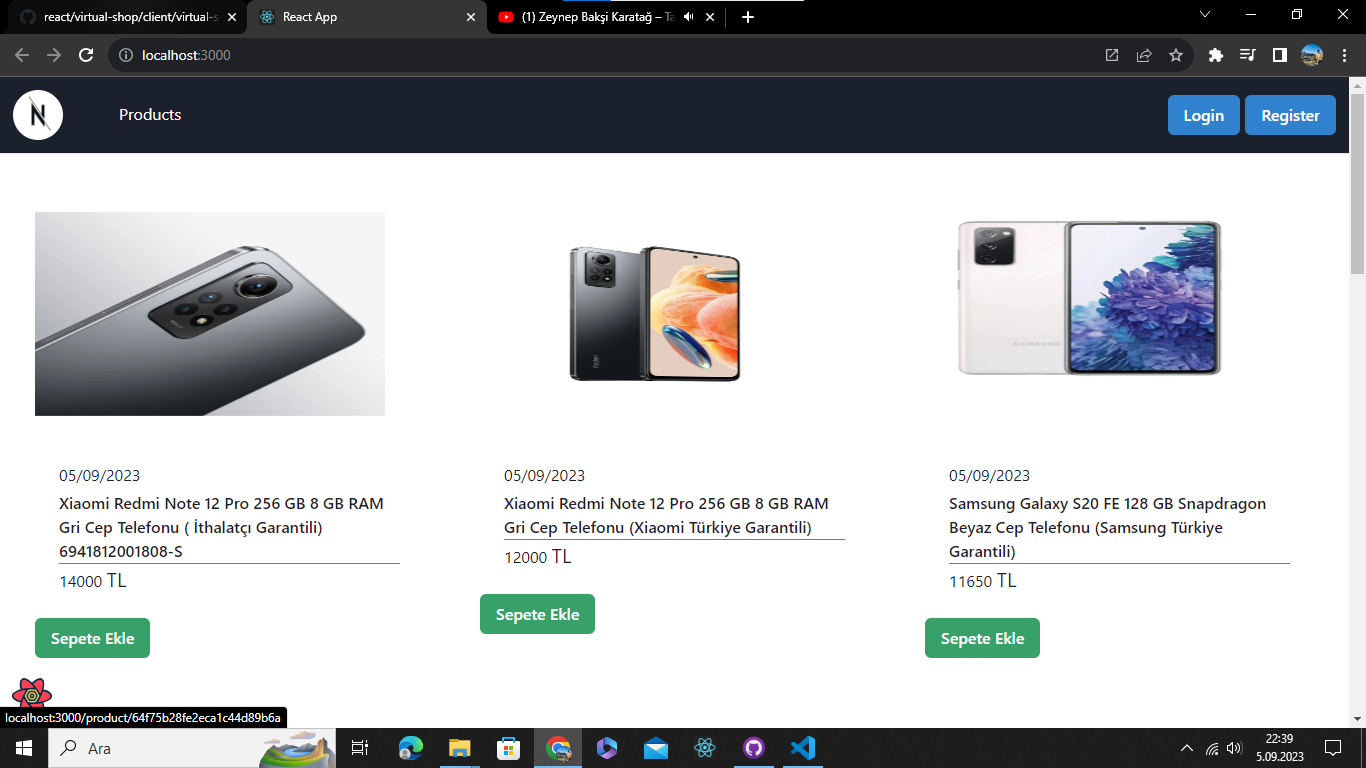 react/virtual-shop/client/virtual-s
React App
(1) Zeynep Bakşi Karatağ – Ta
localhost:3000
N
Products
Login
Register
SAMSUNG
Redmi
05/09/2023
Xiaomi Redmi Note 12 Pro 256 GB 8 GB RAM
Gri Cep Telefonu ( İthalatçı Garantili)
6941812001808-S
14000 TL
Sepete Ekle
05/09/2023
Xiaomi Redmi Note 12 Pro 256 GB 8 GB RAM
Gri Cep Telefonu (Xiaomi Türkiye Garantili)
12000 TL
Sepete Ekle
05/09/2023
Samsung Galaxy S20 FE 128 GB Snapdragon
Beyaz Cep Telefonu (Samsung Türkiye
Garantili)
11650 TL
Sepete Ekle
localhost:3000/product/64f75b28fe2eca1c44d89b6a
Ara
22:39
5.09.2023